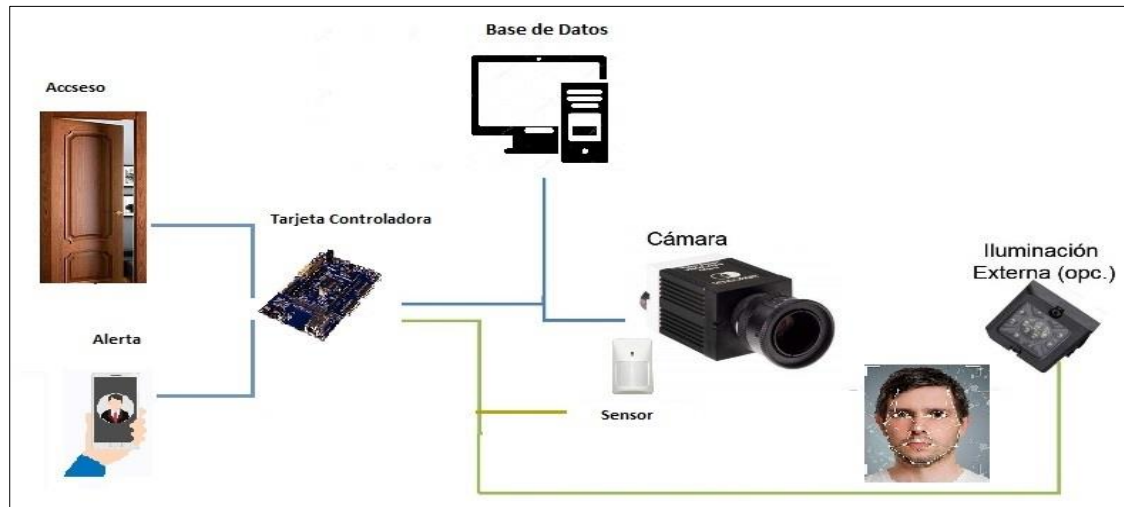 Base de Datos
Accseso
Tarjeta Controladora
Cámara
Iluminación
Externa (opc.)
Alerta
Sensor